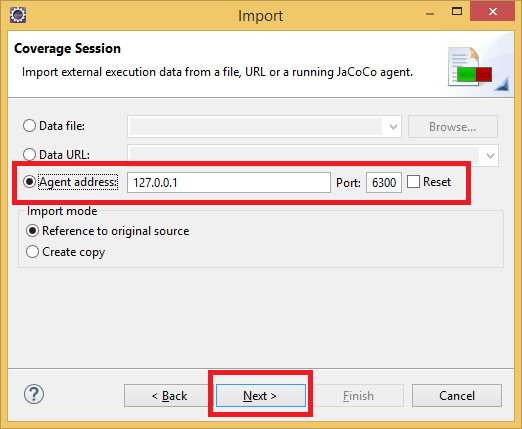 Import
Coverage Session
Import external execution data from a file, URL or a running JaCoCo agent.
Data file:
Browse...
Data URL:
Agent address: 127.0.0.1 Port: 6300 Reset
Import mode
Reference to original source
Create copy
? < Back Next > Finish Cancel